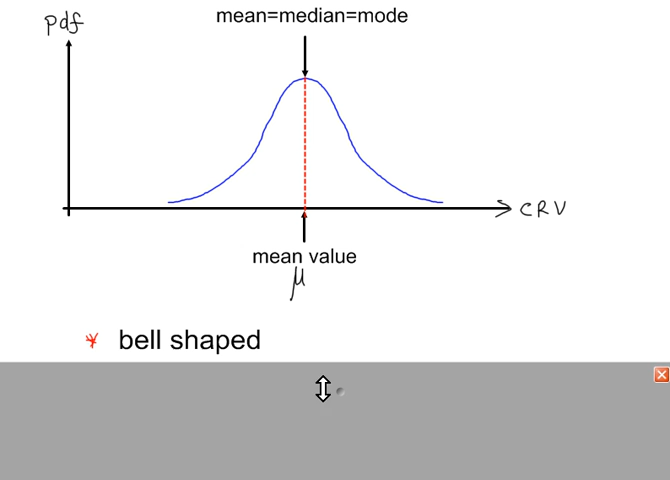 pdf
mean=median=mode
CRV
mean value
μ
* bell shaped